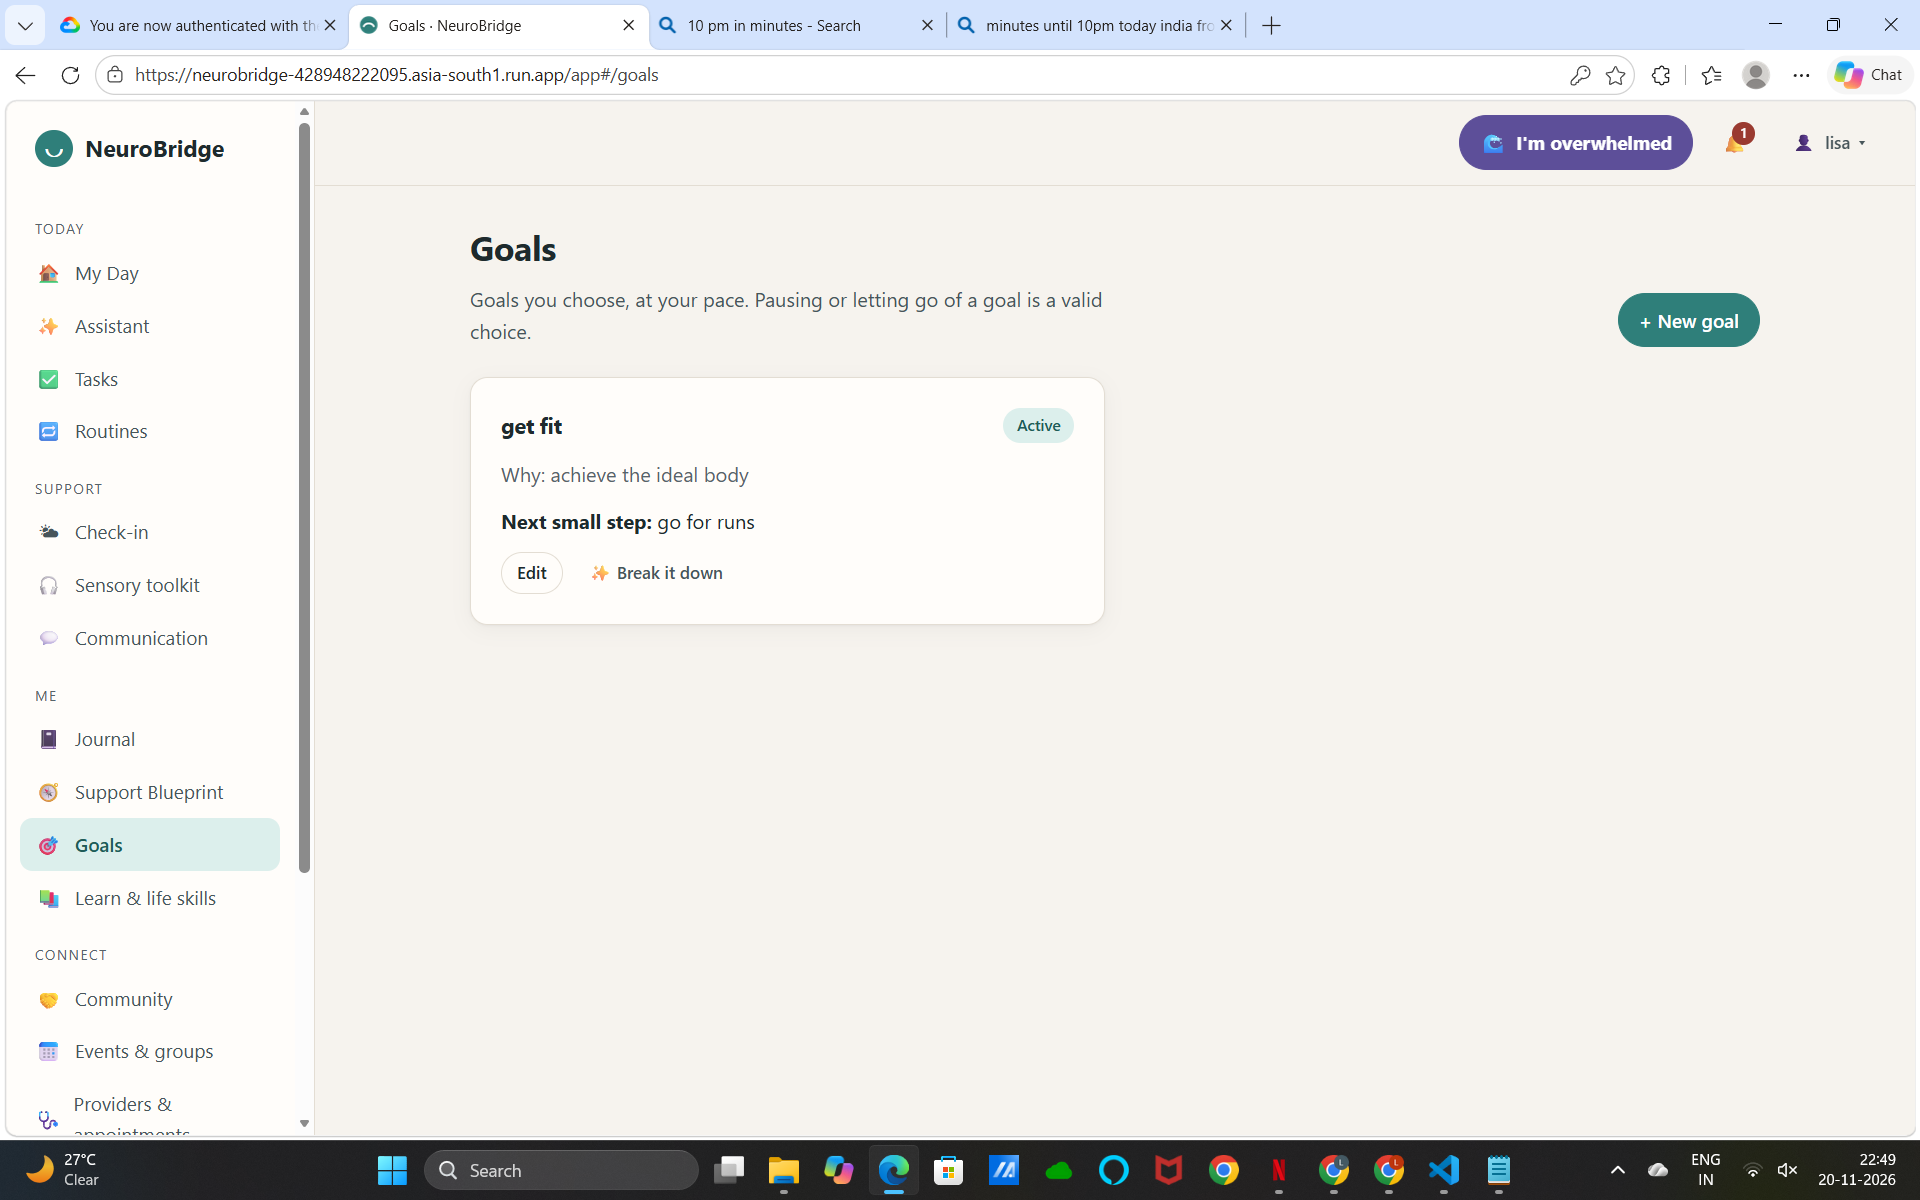 You are now authenticated with th
Goals · NeuroBridge
10 pm in minutes - Search
minutes until 10pm today india fro
https://neurobridge-428948222095.asia-south1.run.app/app#/goals
Chat
NeuroBridge
I'm overwhelmed
1
lisa
TODAY
My Day
Assistant
Tasks
Routines
SUPPORT
Check-in
Sensory toolkit
Communication
ME
Journal
Support Blueprint
Goals
Learn & life skills
CONNECT
Community
Events & groups
Providers &
appointments
Goals
Goals you choose, at your pace. Pausing or letting go of a goal is a valid
choice.
+ New goal
get fit
Active
Why: achieve the ideal body
Next small step: go for runs
Edit
Break it down
27°C
Clear
Search
ENG
IN
22:49
20-11-2026